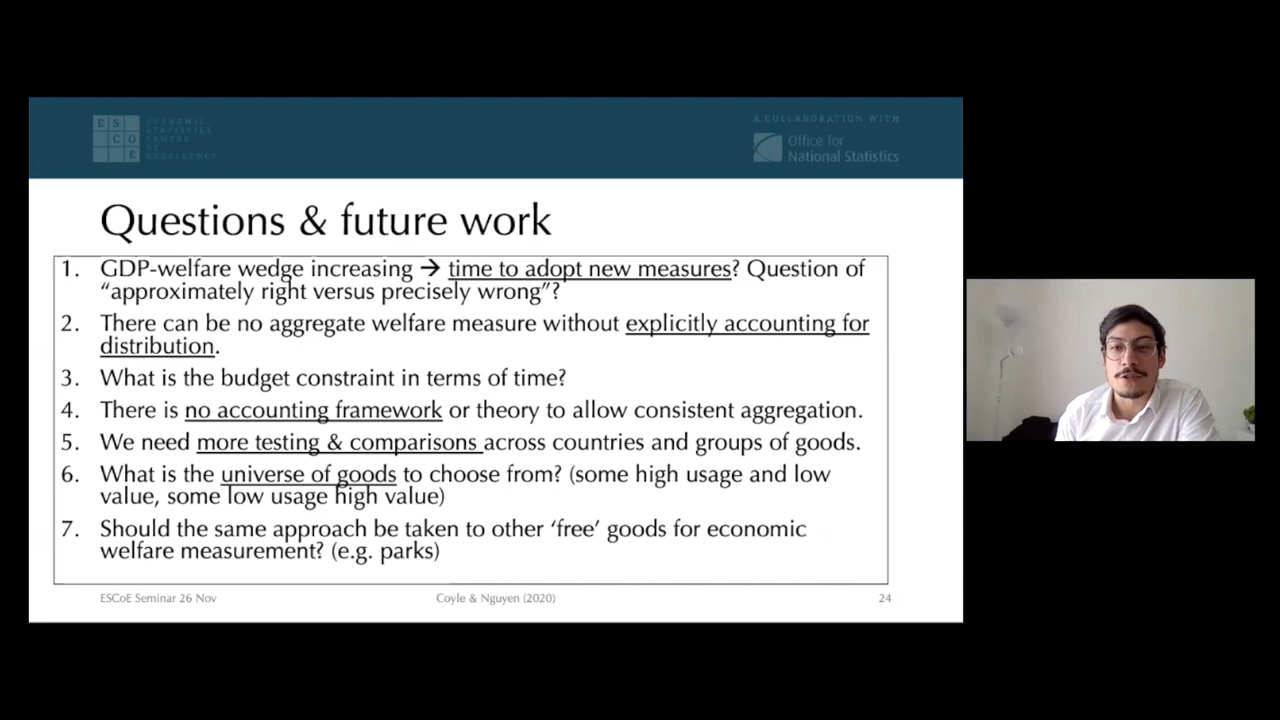 E S
C O
E
ECONOMIC
STATISTICS
CENTRE
OF
EXCELLENCE
A COLLABORATION WITH
Office for
National Statistics
Questions & future work
1. GDP-welfare wedge increasing → time to adopt new measures? Question of
“approximately right versus precisely wrong”?
2. There can be no aggregate welfare measure without explicitly accounting for
distribution.
3. What is the budget constraint in terms of time?
4. There is no accounting framework or theory to allow consistent aggregation.
5. We need more testing & comparisons across countries and groups of goods.
6. What is the universe of goods to choose from? (some high usage and low
value, some low usage high value)
7. Should the same approach be taken to other ‘free’ goods for economic
welfare measurement? (e.g. parks)
ESCoE Seminar 26 Nov
Coyle & Nguyen (2020)
24